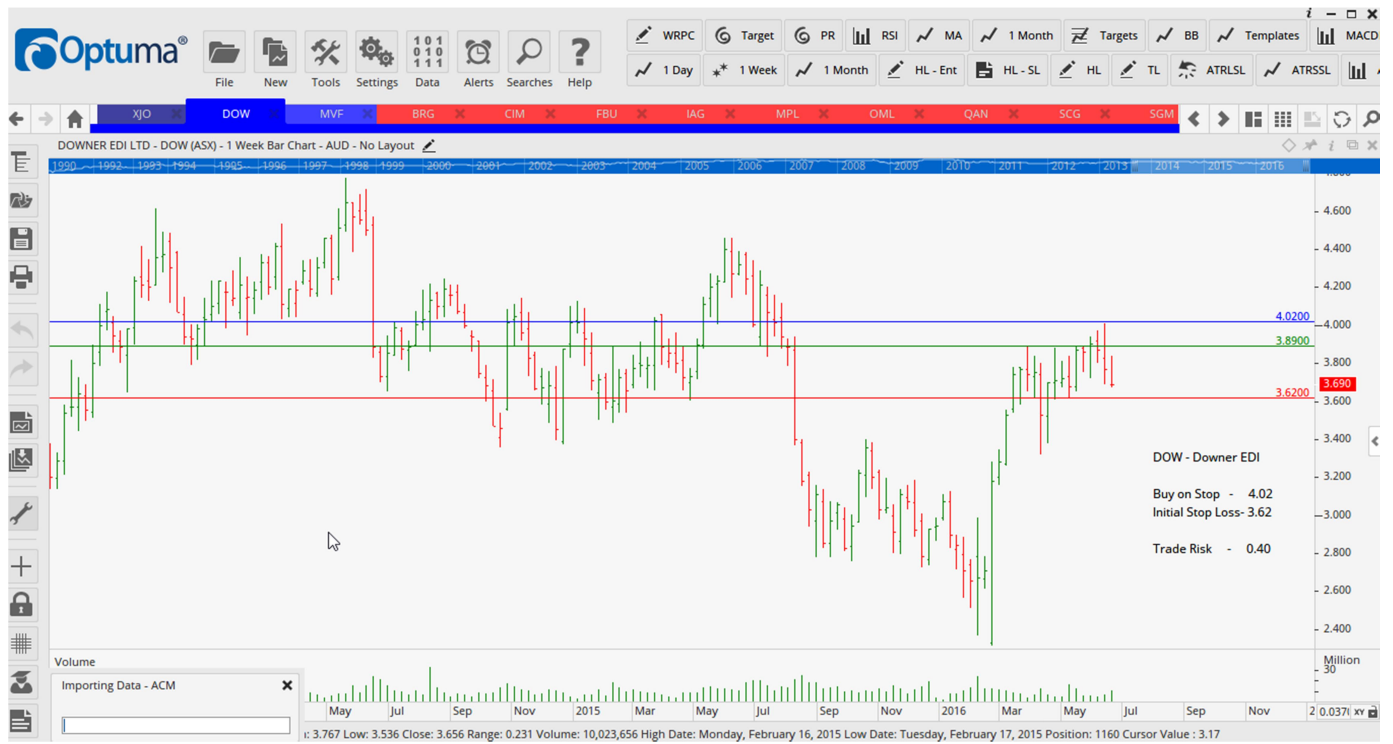 i
Optuma®
File New Tools Settings Data Alerts Searches Help
101
010
111
WRPC Target PR RSI MA 1 Month Targets BB Templates MACD
1 Day 1 Week 1 Month HL - Ent HL - SL HL TL ATRLSL ATRSSL
XJO DOW MVF BRG CIM FBU IAG MPL OML QAN SCG SGM
DOWNER EDI LTD - DOW (ASX) - 1 Week Bar Chart - AUD - No Layout
1990 1992 1993 1994 1995 1996 1997 1998 1999 2000 2001 2002 2003 2005 2006 2007 2008 2009 2010 2011 2012 2013 2014 2015 2016
4.600
4.400
4.200
4.0200
4.000
3.8900
3.800
3.690
3.6200
3.600
3.400
DOW - Downer EDI
3.200
Buy on Stop - 4.02
Initial Stop Loss- 3.62
3.000
Trade Risk - 0.40
2.800
2.600
2.400
Volume
Million
30
Importing Data - ACM
May Jul Sep Nov 2015 Mar May Jul Sep Nov 2016 Mar May Jul Sep Nov 2 0.037( XY
: 3.767 Low: 3.536 Close: 3.656 Range: 0.231 Volume: 10,023,656 High Date: Monday, February 16, 2015 Low Date: Tuesday, February 17, 2015 Position: 1160 Cursor Value : 3.17